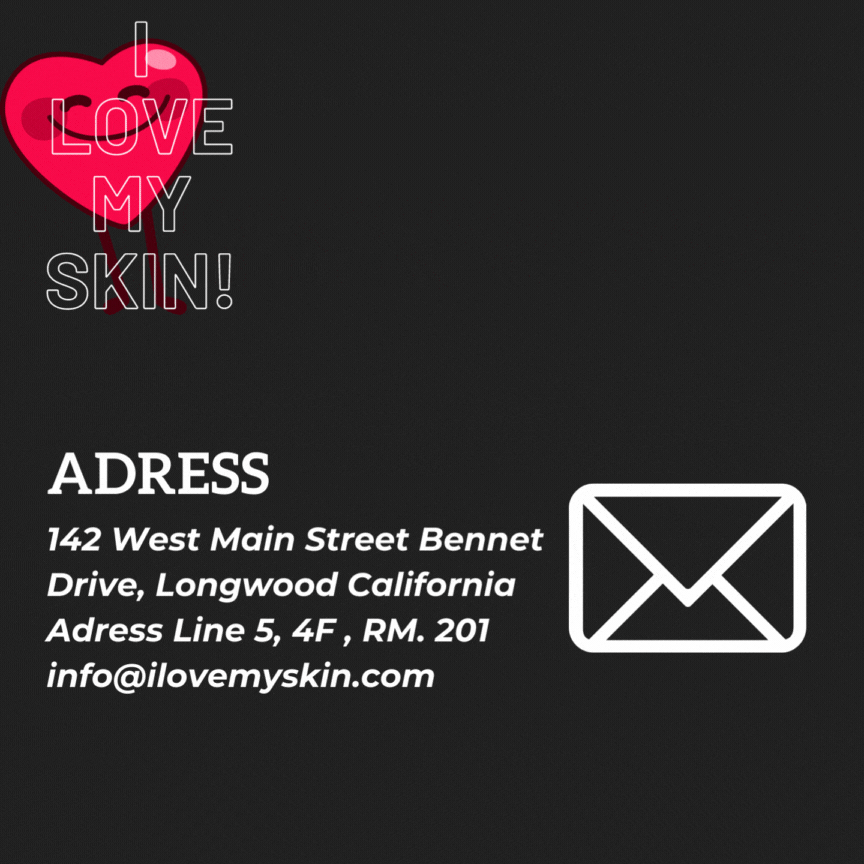 I
LOVE
MY
SKIN!
ADRESS
142 West Main Street Bennet
Drive, Longwood California
Adress Line 5, 4F , RM. 201
info@ilovemyskin.com